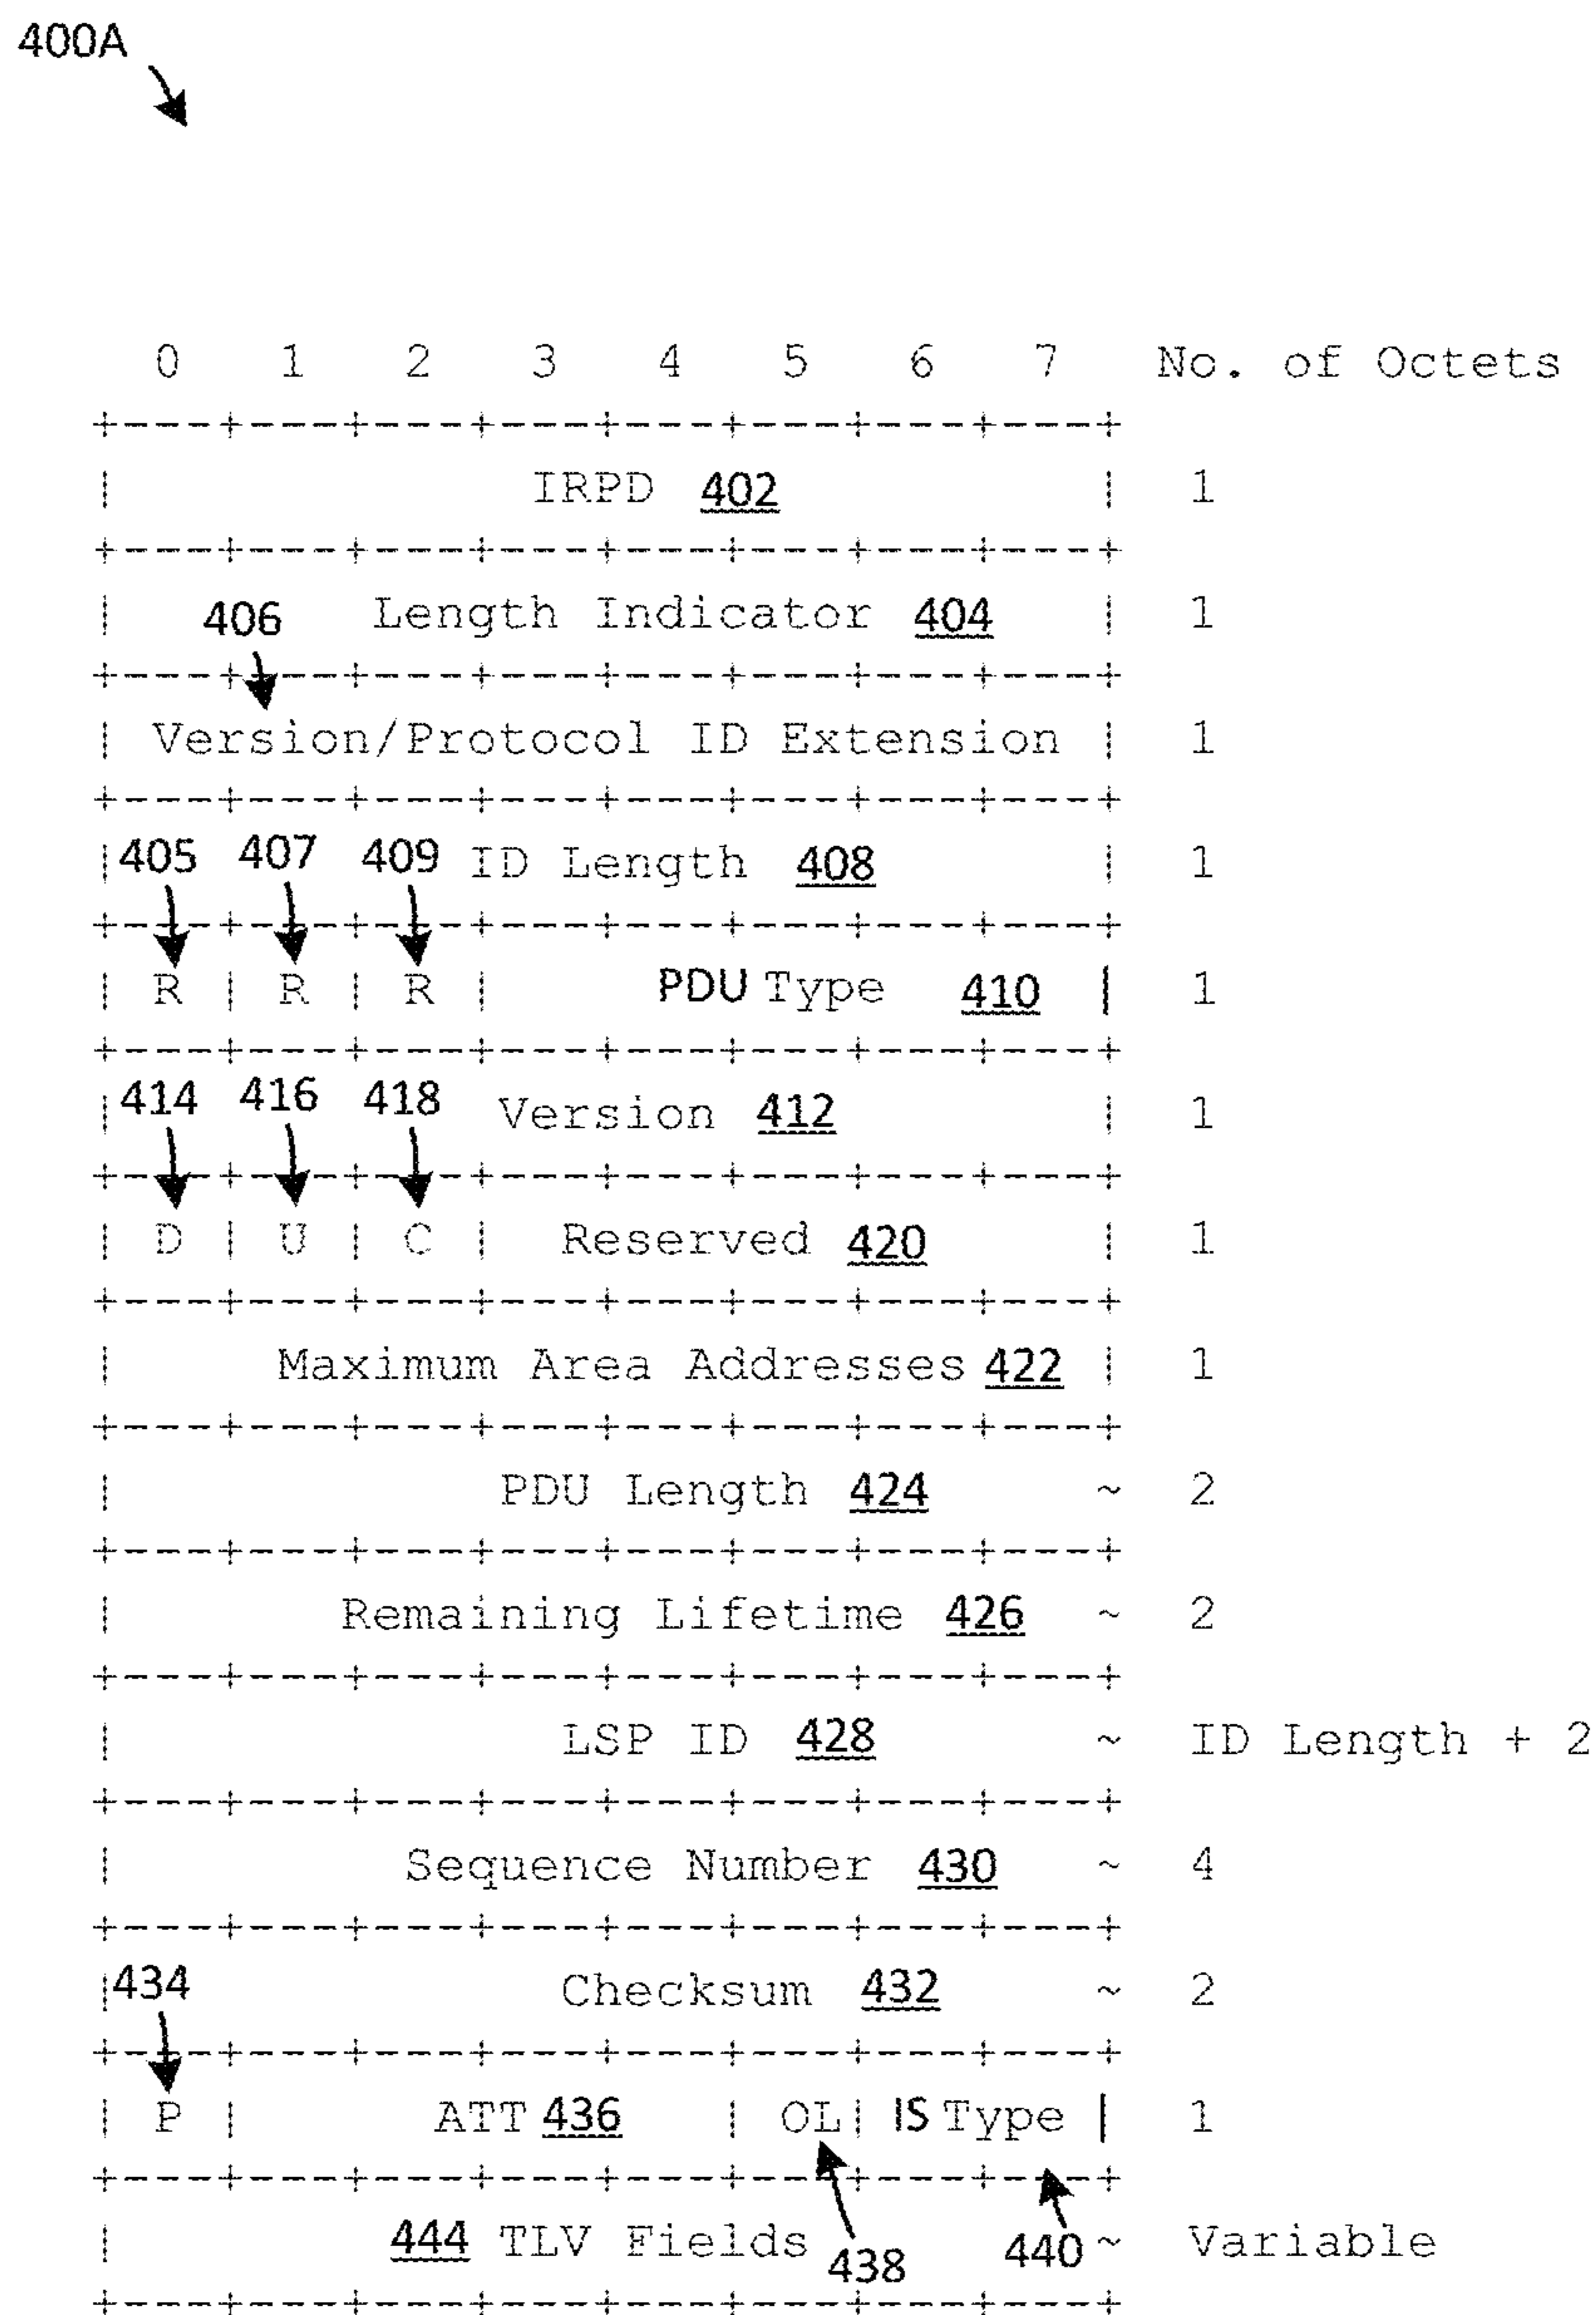 400A
0 1 2 3 4 5 6 7 No. of Octets
+---+---+---+---+---+---+---+---+
| IRPD 402 | 1
+---+---+---+---+---+---+---+---+
| 406 Length Indicator 404 | 1
+---+---+---+---+---+---+---+---+
| Version/Protocol ID Extension | 1
+---+---+---+---+---+---+---+---+
| 405 407 409 ID Length 408 | 1
+---+---+---+---+---+---+---+---+
| R | R | R | PDU Type 410 | 1
+---+---+---+---+---+---+---+---+
| 414 416 418 Version 412 | 1
+---+---+---+---+---+---+---+---+
| D | U | C | Reserved 420 | 1
+---+---+---+---+---+---+---+---+
| Maximum Area Addresses 422 | 1
+---+---+---+---+---+---+---+---+
| PDU Length 424 ~ 2
+---+---+---+---+---+---+---+---+
| Remaining Lifetime 426 ~ 2
+---+---+---+---+---+---+---+---+
| LSP ID 428 ~ ID Length + 2
+---+---+---+---+---+---+---+---+
| Sequence Number 430 ~ 4
+---+---+---+---+---+---+---+---+
| 434 Checksum 432 ~ 2
+---+---+---+---+---+---+---+---+
| P | ATT 436 | OL | IS Type | 1
+---+---+---+---+---+---+---+---+
| 444 TLV Fields 438 440 ~ Variable
+---+---+---+---+---+---+---+---+